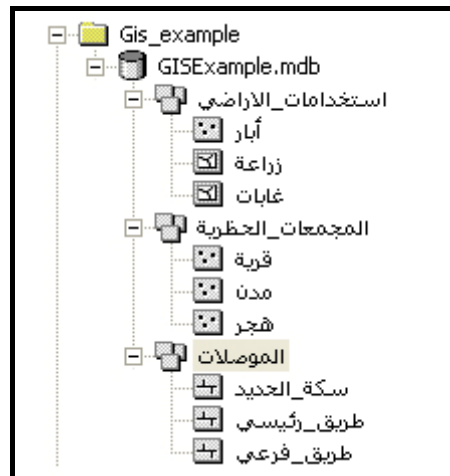 Gis_example
GISExample.mdb
استخدامات_الاراضي
أبار
زراعة
غابات
المجمعات_الحظرية
قرية
مدن
هجر
الموصلات
سكة_الحديد
طريق_رئيسي
طريق_فرعي